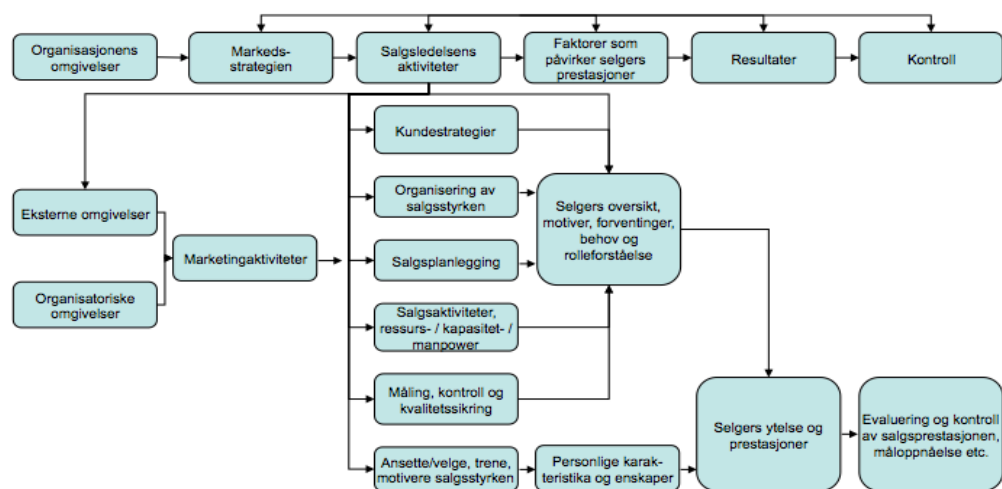 Organisasjonens
omgivelser
Markeds-
strategien
Salgsledelsens
aktiviteter
Faktorer som
påvirker selgers
prestasjoner
Resultater
Kontroll
Kundestrategier
Organisering av
salgsstyrken
Selgers oversikt,
motiver, forventinger,
behov og
rolleforståelse
Eksterne omgivelser
Marketingaktiviteter
Salgsplanlegging
Organisatoriske
omgivelser
Salgsaktiviteter,
ressurs- / kapasitet- /
manpower
Måling, kontroll og
kvalitetssikring
Selgers ytelse og
prestasjoner
Evaluering og kontroll
av salgsprestasjonen,
måloppnåelse etc.
Ansette/velge, trene,
motivere salgsstyrken
Personlige karak-
teristika og enskaper